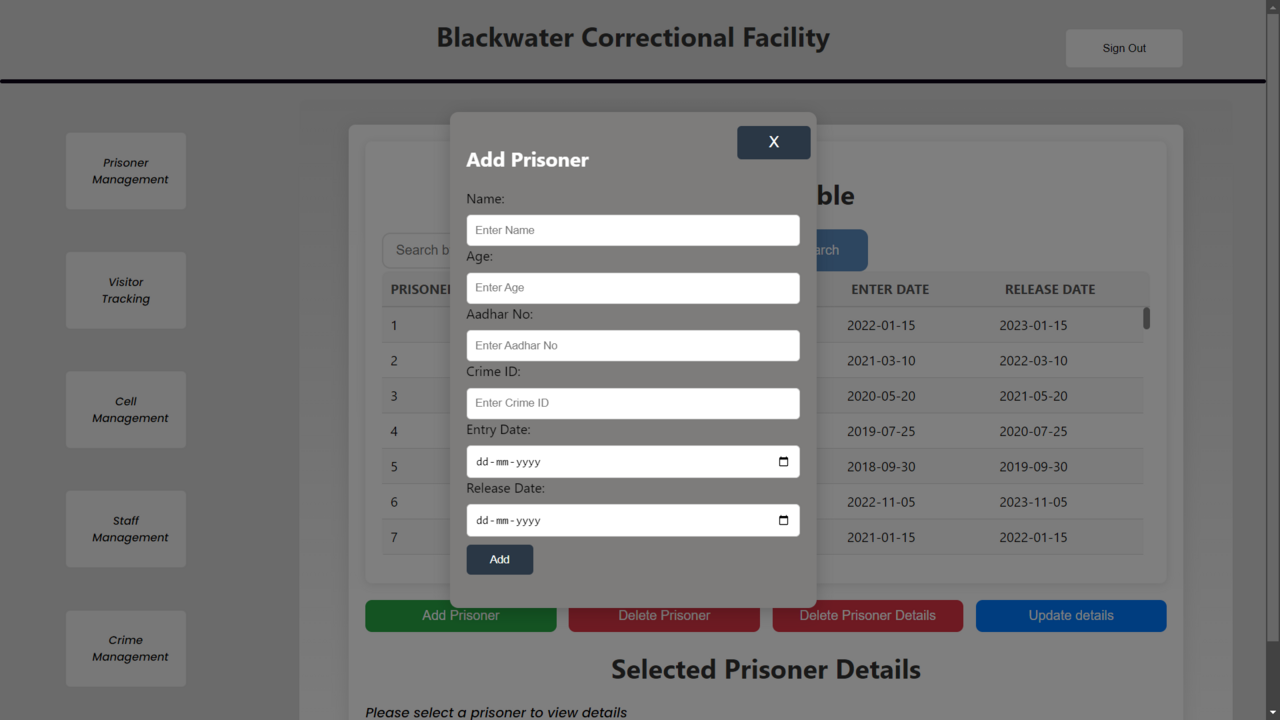 Blackwater Correctional Facility
Sign Out
Prisoner
Management
Visitor
Tracking
Cell
Management
Staff
Management
Crime
Management
X
Add Prisoner
Name:
Enter Name
Age:
Enter Age
Aadhar No:
Enter Aadhar No
Crime ID:
Enter Crime ID
Entry Date:
dd-mm-yyyy
Release Date:
dd-mm-yyyy
Add
ble
Search b
arch
PRISONE ENTER DATE RELEASE DATE
1 2022-01-15 2023-01-15
2 2021-03-10 2022-03-10
3 2020-05-20 2021-05-20
4 2019-07-25 2020-07-25
5 2018-09-30 2019-09-30
6 2022-11-05 2023-11-05
7 2021-01-15 2022-01-15
Add Prisoner Delete Prisoner Delete Prisoner Details Update details
Selected Prisoner Details
Please select a prisoner to view details